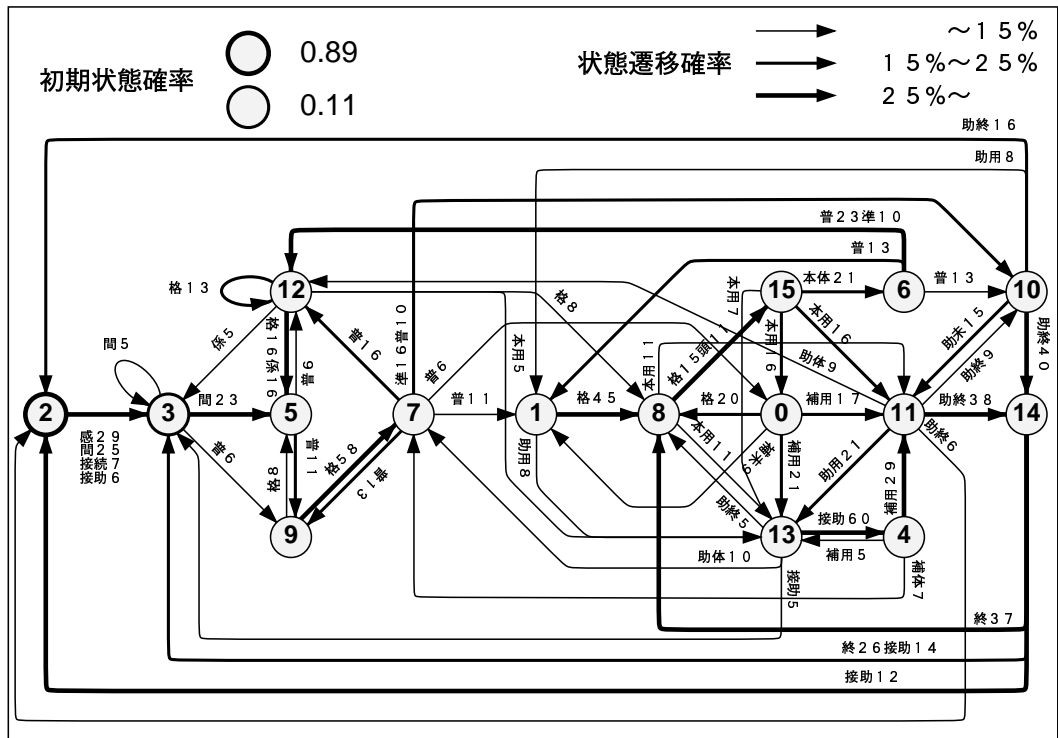 初期状態確率
0.89
0.11
状態遷移確率
～１５％
１５％～２５％
２５％～
助終１６
助用８
普２３準１０
普１３
格１３
12
15
本体２１
6
普１３
10
本用７
格８
係５
格１６係１６
普９
普１６
準１６普１０
普６
本用５
本用１１
格１５頭１１
本用１６
本用１６
助体９
助末１５
助終９
助終４０
間５
2
3
間２３
5
7
普１１
1
格４５
8
格２０
0
補用１７
11
助終３８
14
感２９
間２５
接続７
接助６
普６
普１１
格８
格５８
普１３
助用８
本用１１
助終５
補末９
補用２１
助用２１
補用２９
助終６
9
13
接助６０
4
補用５
助体１０
接助５
補体７
終３７
終２６接助１４
接助１２